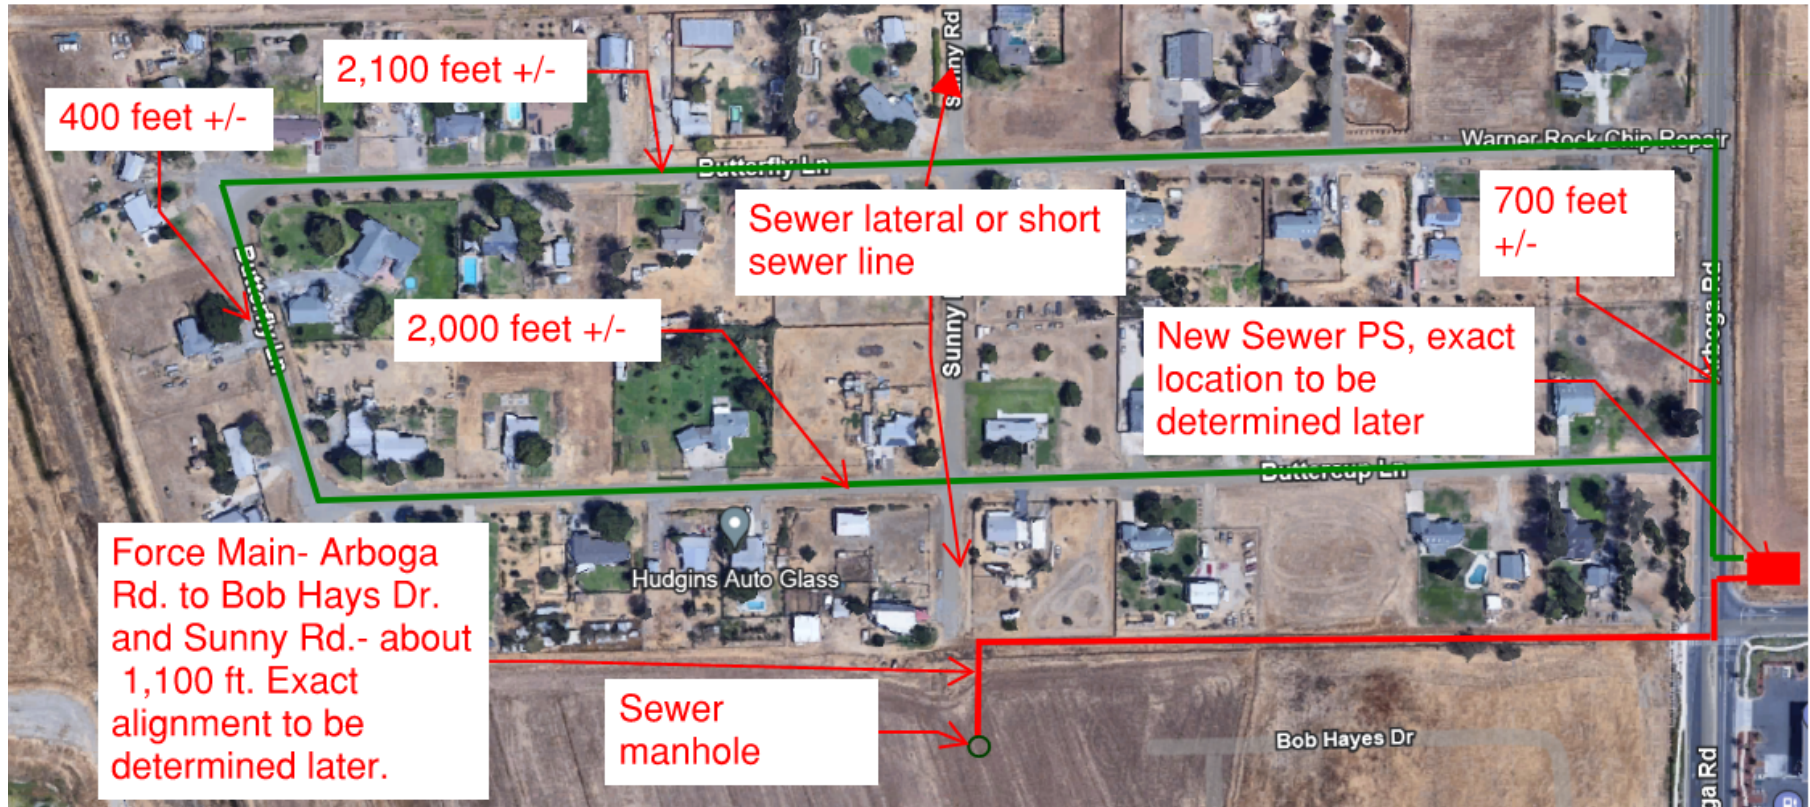 Sunny Rd
2,100 feet +/-
400 feet +/-
Warner Rock Chip Repair
Butterfly Ln
700 feet
+/-
Sewer lateral or short
sewer line
Butterfly Ln
Arboga Rd
2,000 feet +/-
Sunny
New Sewer PS, exact
location to be
determined later
Buttercup Ln
Force Main- Arboga
Rd. to Bob Hays Dr.
and Sunny Rd.- about
1,100 ft. Exact
alignment to be
determined later.
Hudgins Auto Glass
Sewer
manhole
Bob Hayes Dr
ga Rd